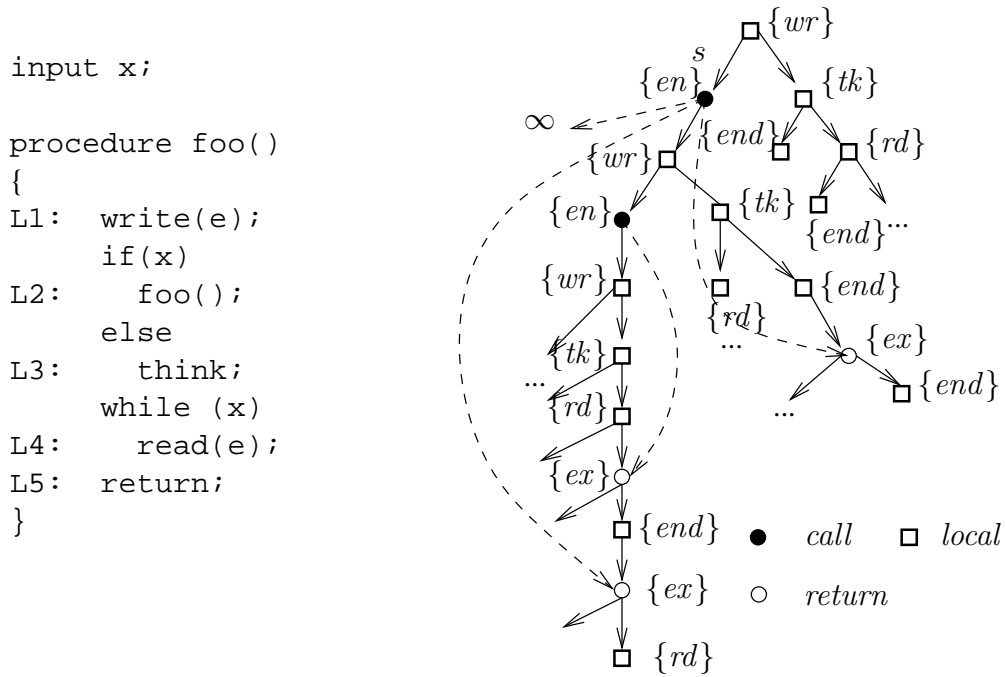 input x;
procedure foo()
{
L1: write(e);
if(x)
L2: foo();
else
L3: think;
while (x)
L4: read(e);
L5: return;
}
{wr}
s
{en}
{tk}
∞
{end}
{rd}
{wr}
{en}
{tk}
{end}
...
{wr}
{end}
{rd}
...
{ex}
{tk}
...
{end}
...
{rd}
{ex}
{end}
call
local
{ex}
return
{rd}